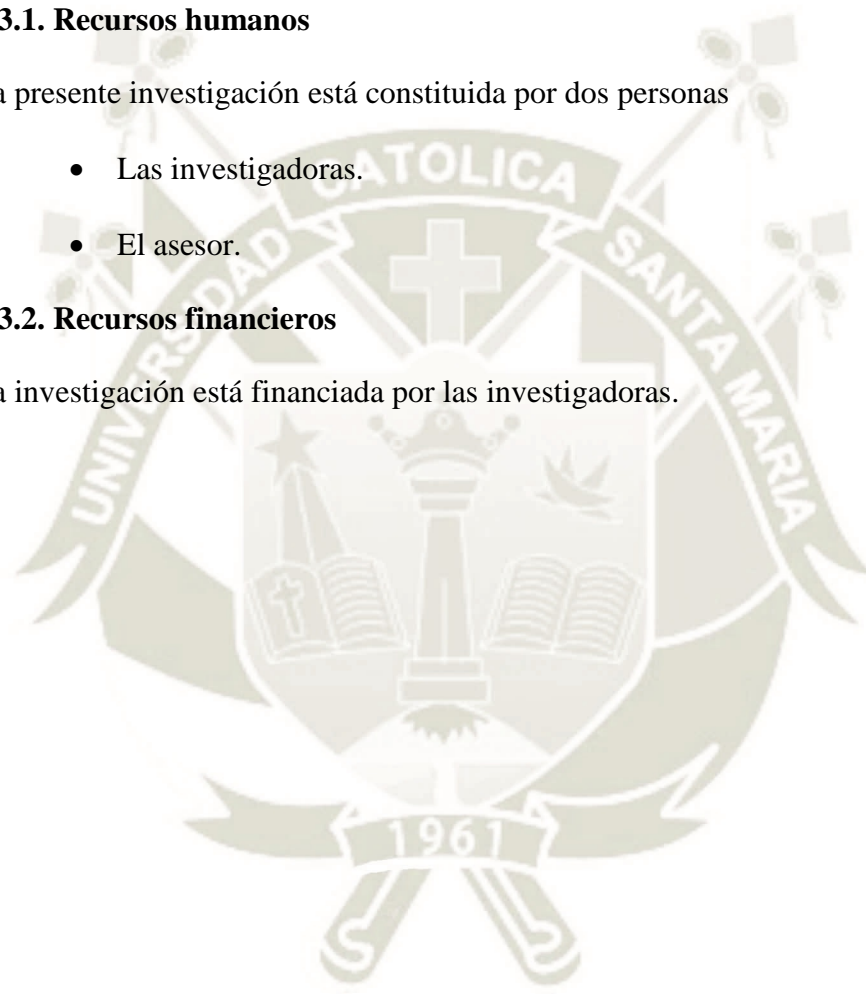 3.1. Recursos humanos
a presente investigación está constituida por dos personas
• Las investigadoras.
• El asesor.
3.2. Recursos financieros
a investigación está financiada por las investigadoras.
UNIVERSIDAD CATOLICA SANTA MARIA
1961